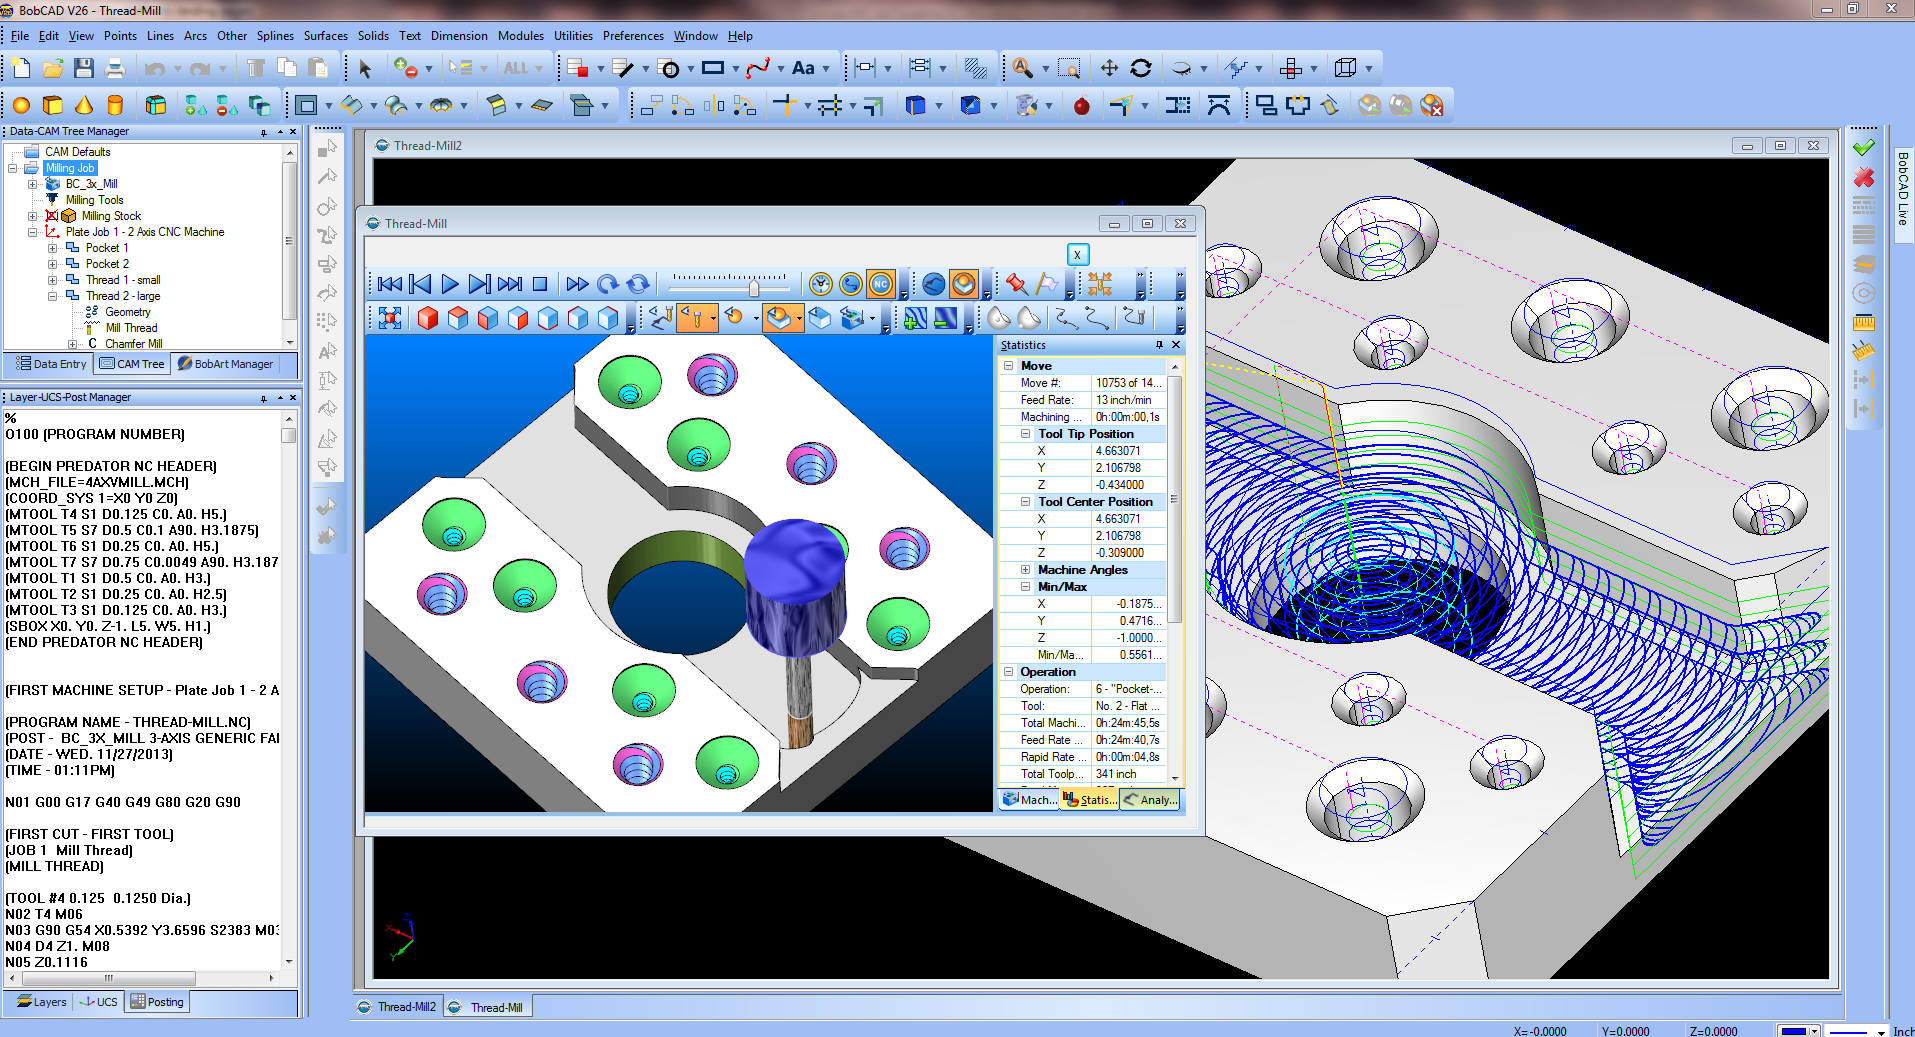 BobCAD V26 - Thread-Mill
File Edit View Points Lines Arcs Other Splines Surfaces Solids Text Dimension Modules Utilities Preferences Window Help
ALL
Aa
Data-CAM Tree Manager
CAM Defaults
Milling Job
BC_3x_Mill
Milling Tools
Milling Stock
Plate Job 1 - 2 Axis CNC Machine
Pocket 1
Pocket 2
Thread 1 - small
Thread 2 - large
Geometry
Mill Thread
C Chamfer Mill
Data Entry CAM Tree BobArt Manager
Layer-UCS-Post Manager
%
O100 (PROGRAM NUMBER)
(BEGIN PREDATOR NC HEADER)
(MCH_FILE=4AXVMILL.MCH)
(COORD_SYS 1=X0 Y0 Z0)
(MTOOL T4 S1 D0.125 C0. A0. H5.)
(MTOOL T5 S7 D0.5 C0.1 A90. H3.1875)
(MTOOL T6 S1 D0.25 C0. A0. H5.)
(MTOOL T7 S7 D0.75 C0.0049 A90. H3.187
(MTOOL T1 S1 D0.5 C0. A0. H3.)
(MTOOL T2 S1 D0.25 C0. A0. H2.5)
(MTOOL T3 S1 D0.125 C0. A0. H3.)
(SBOX X0. Y0. Z-1. L5. W5. H1.)
(END PREDATOR NC HEADER)
(FIRST MACHINE SETUP - Plate Job 1 - 2 A
(PROGRAM NAME - THREAD-MILL.NC)
(POST - BC_3X_MILL 3-AXIS GENERIC FA
(DATE - WED. 11/27/2013)
(TIME - 01:11PM)
N01 G00 G17 G40 G49 G80 G20 G90
(FIRST CUT - FIRST TOOL)
(JOB 1 Mill Thread)
(MILL THREAD)
(TOOL #4 0.125 0.1250 Dia.)
N02 T4 M06
N03 G90 G54 X0.5392 Y3.6596 S2383 M03
N04 D4 Z1. M08
N05 Z0.1116
Layers UCS Posting
Thread-Mill2
Thread-Mill
X
NC
Statistics
Move
Move #: 10753 of 14...
Feed Rate: 13 inch/min
Machining ... 0h:00m:00,1s
Tool Tip Position
X 4.663071
Y 2.106798
Z -0.434000
Tool Center Position
X 4.663071
Y 2.106798
Z -0.309000
Machine Angles
Min/Max
X -0.1875...
Y 0.4716...
Z -1.0000...
Min/Ma... 0.5561...
Operation
Operation: 6 - "Pocket-...
Tool: No. 2 - Flat ...
Total Machi... 0h:24m:45,5s
Feed Rate ... 0h:24m:40,7s
Rapid Rate ... 0h:00m:04,8s
Total Toolp... 341 inch
Mach... Statis... Analy...
BobCAD Live
Thread-Mill2 Thread-Mill
X=-0.0000 Y=0.0000 Z=0.0000 Inch